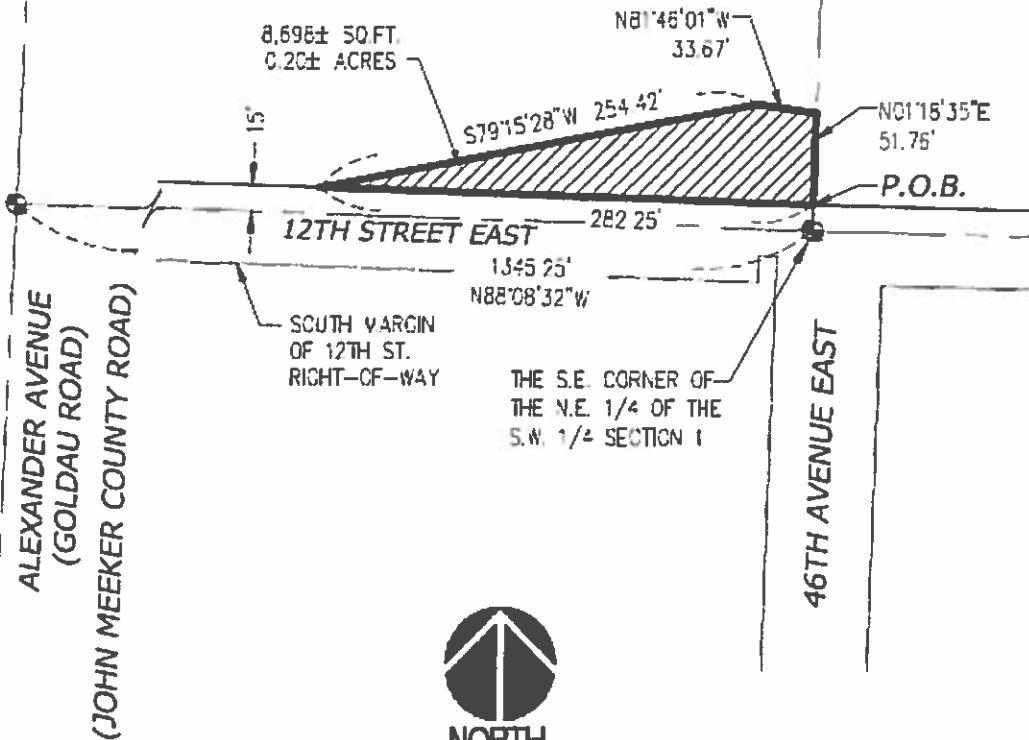 8,698± SQ.FT.
0.20± ACRES
N81°46'01"W
33.67'
S79°15'28"W 254.42'
N01°15'35"E
51.76'
15'
P.O.B.
12TH STREET EAST
282.25'
1345.25'
N88°08'32"W
SOUTH MARGIN
OF 12TH ST.
RIGHT-OF-WAY
THE S.E. CORNER OF
THE N.E. 1/4 OF THE
S.W. 1/4 SECTION 1
ALEXANDER AVENUE
(GOLDAU ROAD)
(JOHN MEEKER COUNTY ROAD)
46TH AVENUE EAST
NORTH